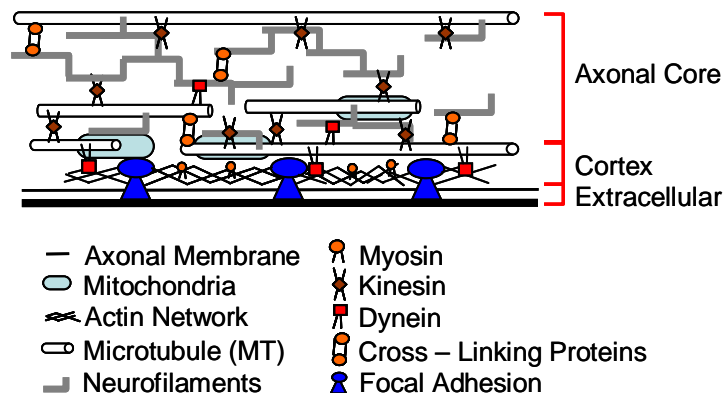 Axonal Core
Cortex
Extracellular
Axonal Membrane
Mitochondria
Actin Network
Microtubule (MT)
Neurofilaments
Myosin
Kinesin
Dynein
Cross – Linking Proteins
Focal Adhesion